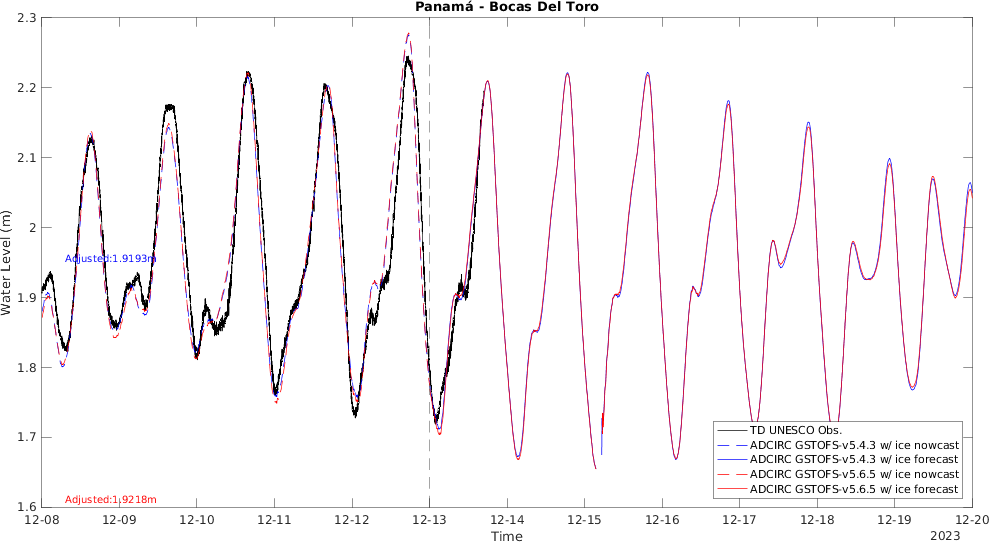 Panamá - Bocas Del Toro
2.3
2.2
2.1
2
1.9
1.8
1.7
1.6
Water Level (m)
Adjusted:1.9193m
Adjusted:1.9218m
TD UNESCO Obs.
ADCIRC GSTOFS-v5.4.3 w/ ice nowcast
ADCIRC GSTOFS-v5.4.3 w/ ice forecast
ADCIRC GSTOFS-v5.6.5 w/ ice nowcast
ADCIRC GSTOFS-v5.6.5 w/ ice forecast
12-08 12-09 12-10 12-11 12-12 12-13 12-14 12-15 12-16 12-17 12-18 12-19 12-20
Time
2023